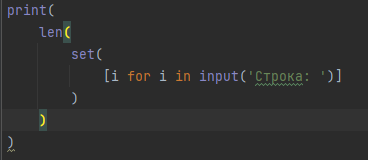 print(
    len(
        set(
            [i for i in input('Строка: ')]
        )
    )
)